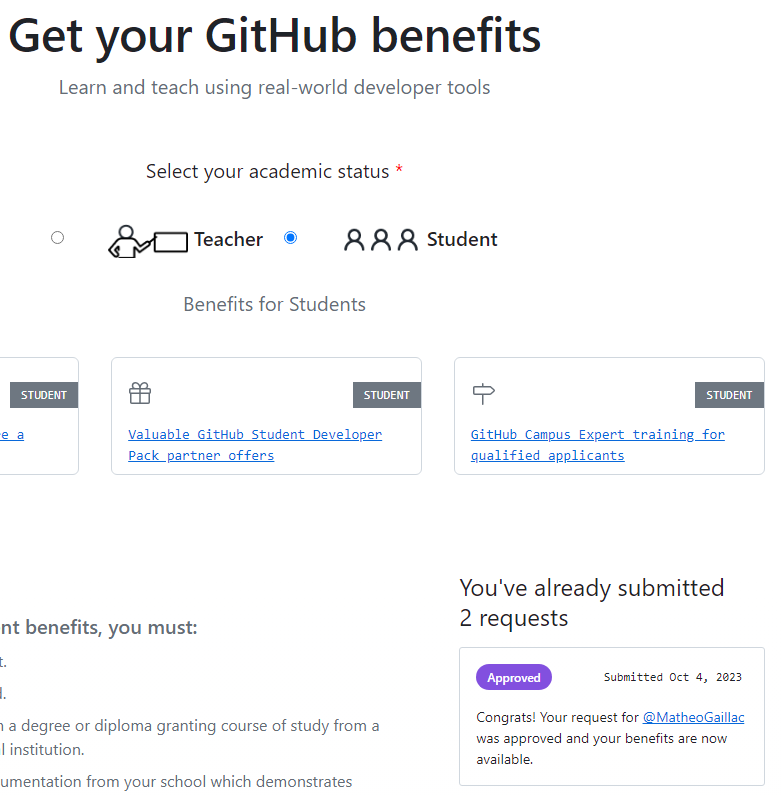 Get your GitHub benefits
Learn and teach using real-world developer tools
Select your academic status *
Teacher
Student
Benefits for Students
STUDENT
e a
STUDENT
Valuable GitHub Student Developer
Pack partner offers
STUDENT
GitHub Campus Expert training for
qualified applicants
nt benefits, you must:
t.
d.
n a degree or diploma granting course of study from a
l institution.
umentation from your school which demonstrates
You've already submitted
2 requests
Approved
Submitted Oct 4, 2023
Congrats! Your request for @MatheoGaillac
was approved and your benefits are now
available.